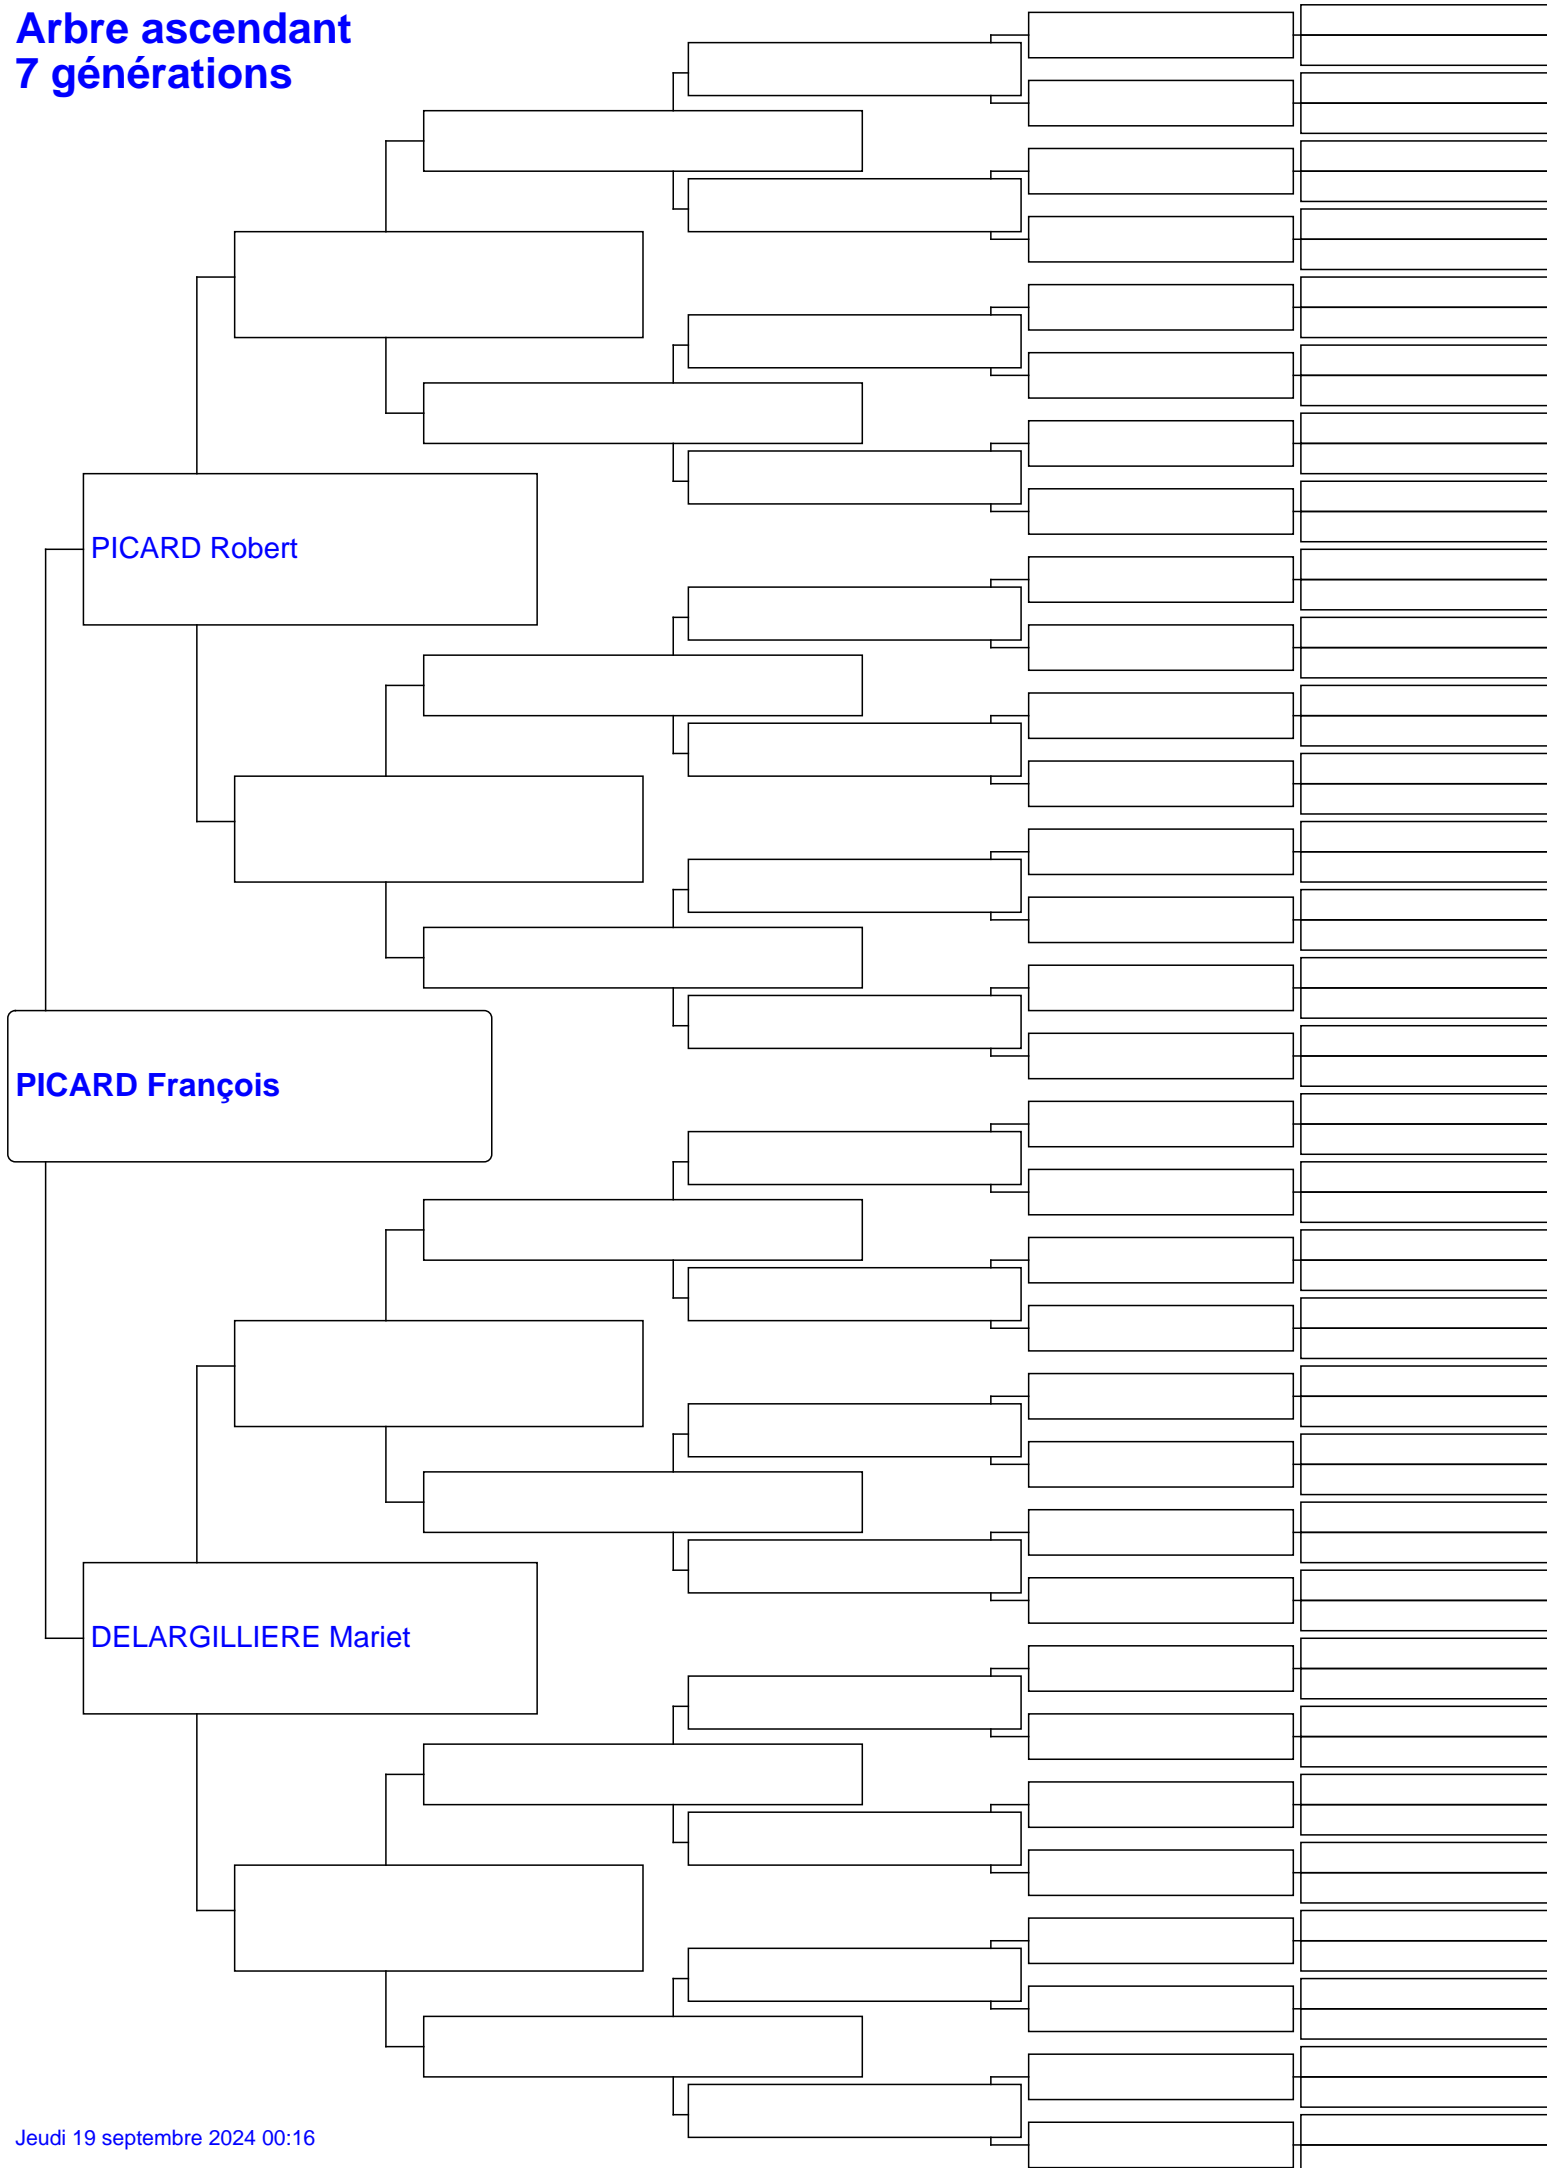 Arbre ascendant
7 générations
PICARD Robert
PICARD François
DELARGILLIERE Mariet
Jeudi 19 septembre 2024 00:16